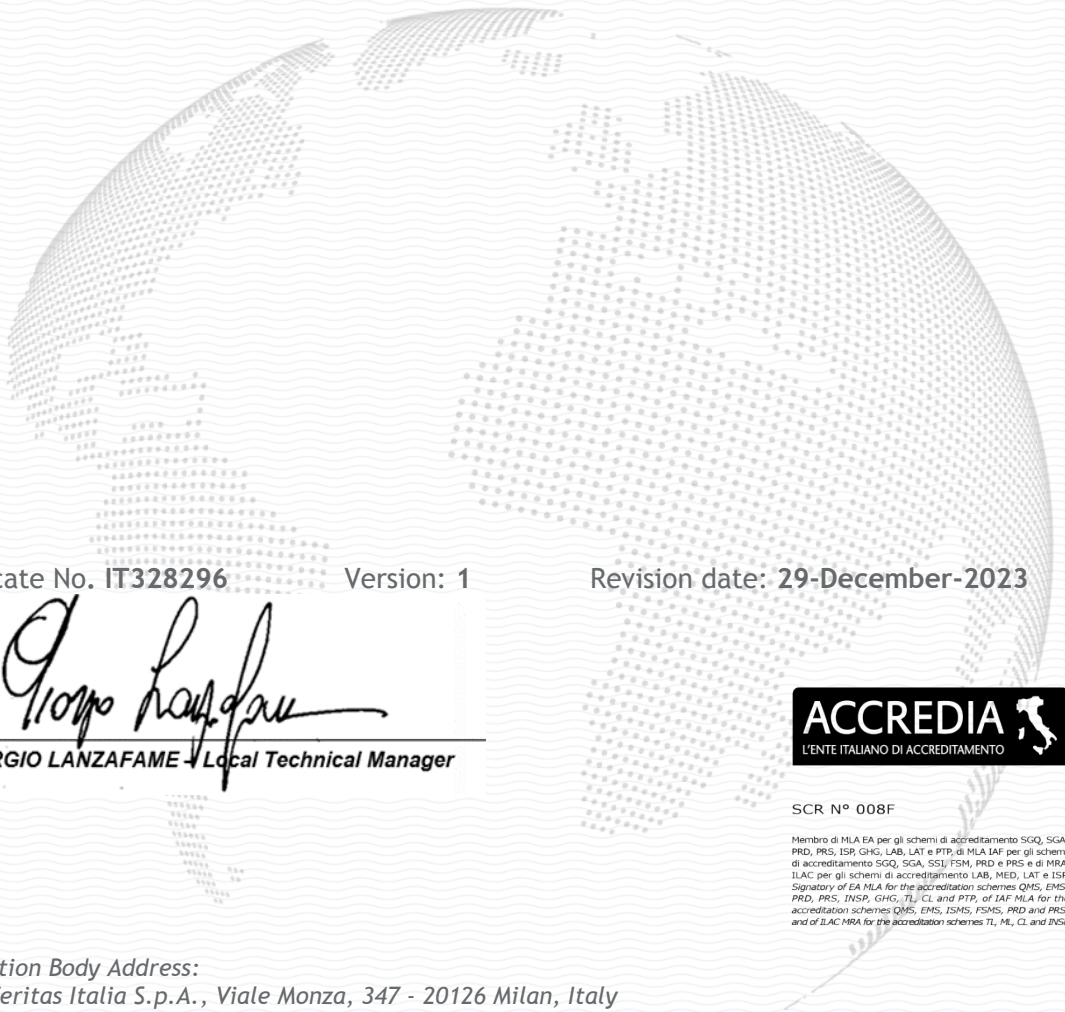 cate No. IT328296 Version: 1 Revision date: 29-December-2023
RGIO LANZAFAME - Local Technical Manager
ACCREDIA
L'ENTE ITALIANO DI ACCREDITAMENTO
SCR N° 008F
Membro di MLA EA per gli schemi di accreditamento SGQ, SGA
PRD, PRS, ISP, GHG, LAB, LAT e PTP, di MLA IAF per gli schem
di accreditamento SGQ, SGA, SSI, FSM, PRD e PRS e di MRA
ILAC per gli schemi di accreditamento LAB, MED, LAT e ISP
Signatory of EA MLA for the accreditation schemes QMS, EMS
PRD, PRS, INSP, GHG, TL, CL and PTP, of IAF MLA for the
accreditation schemes QMS, EMS, ISMS, FSMS, PRD and PRS
and of ILAC MRA for the accreditation schemes TL, ML, CL and INS
tion Body Address:
eritas Italia S.p.A., Viale Monza, 347 - 20126 Milan, Italy